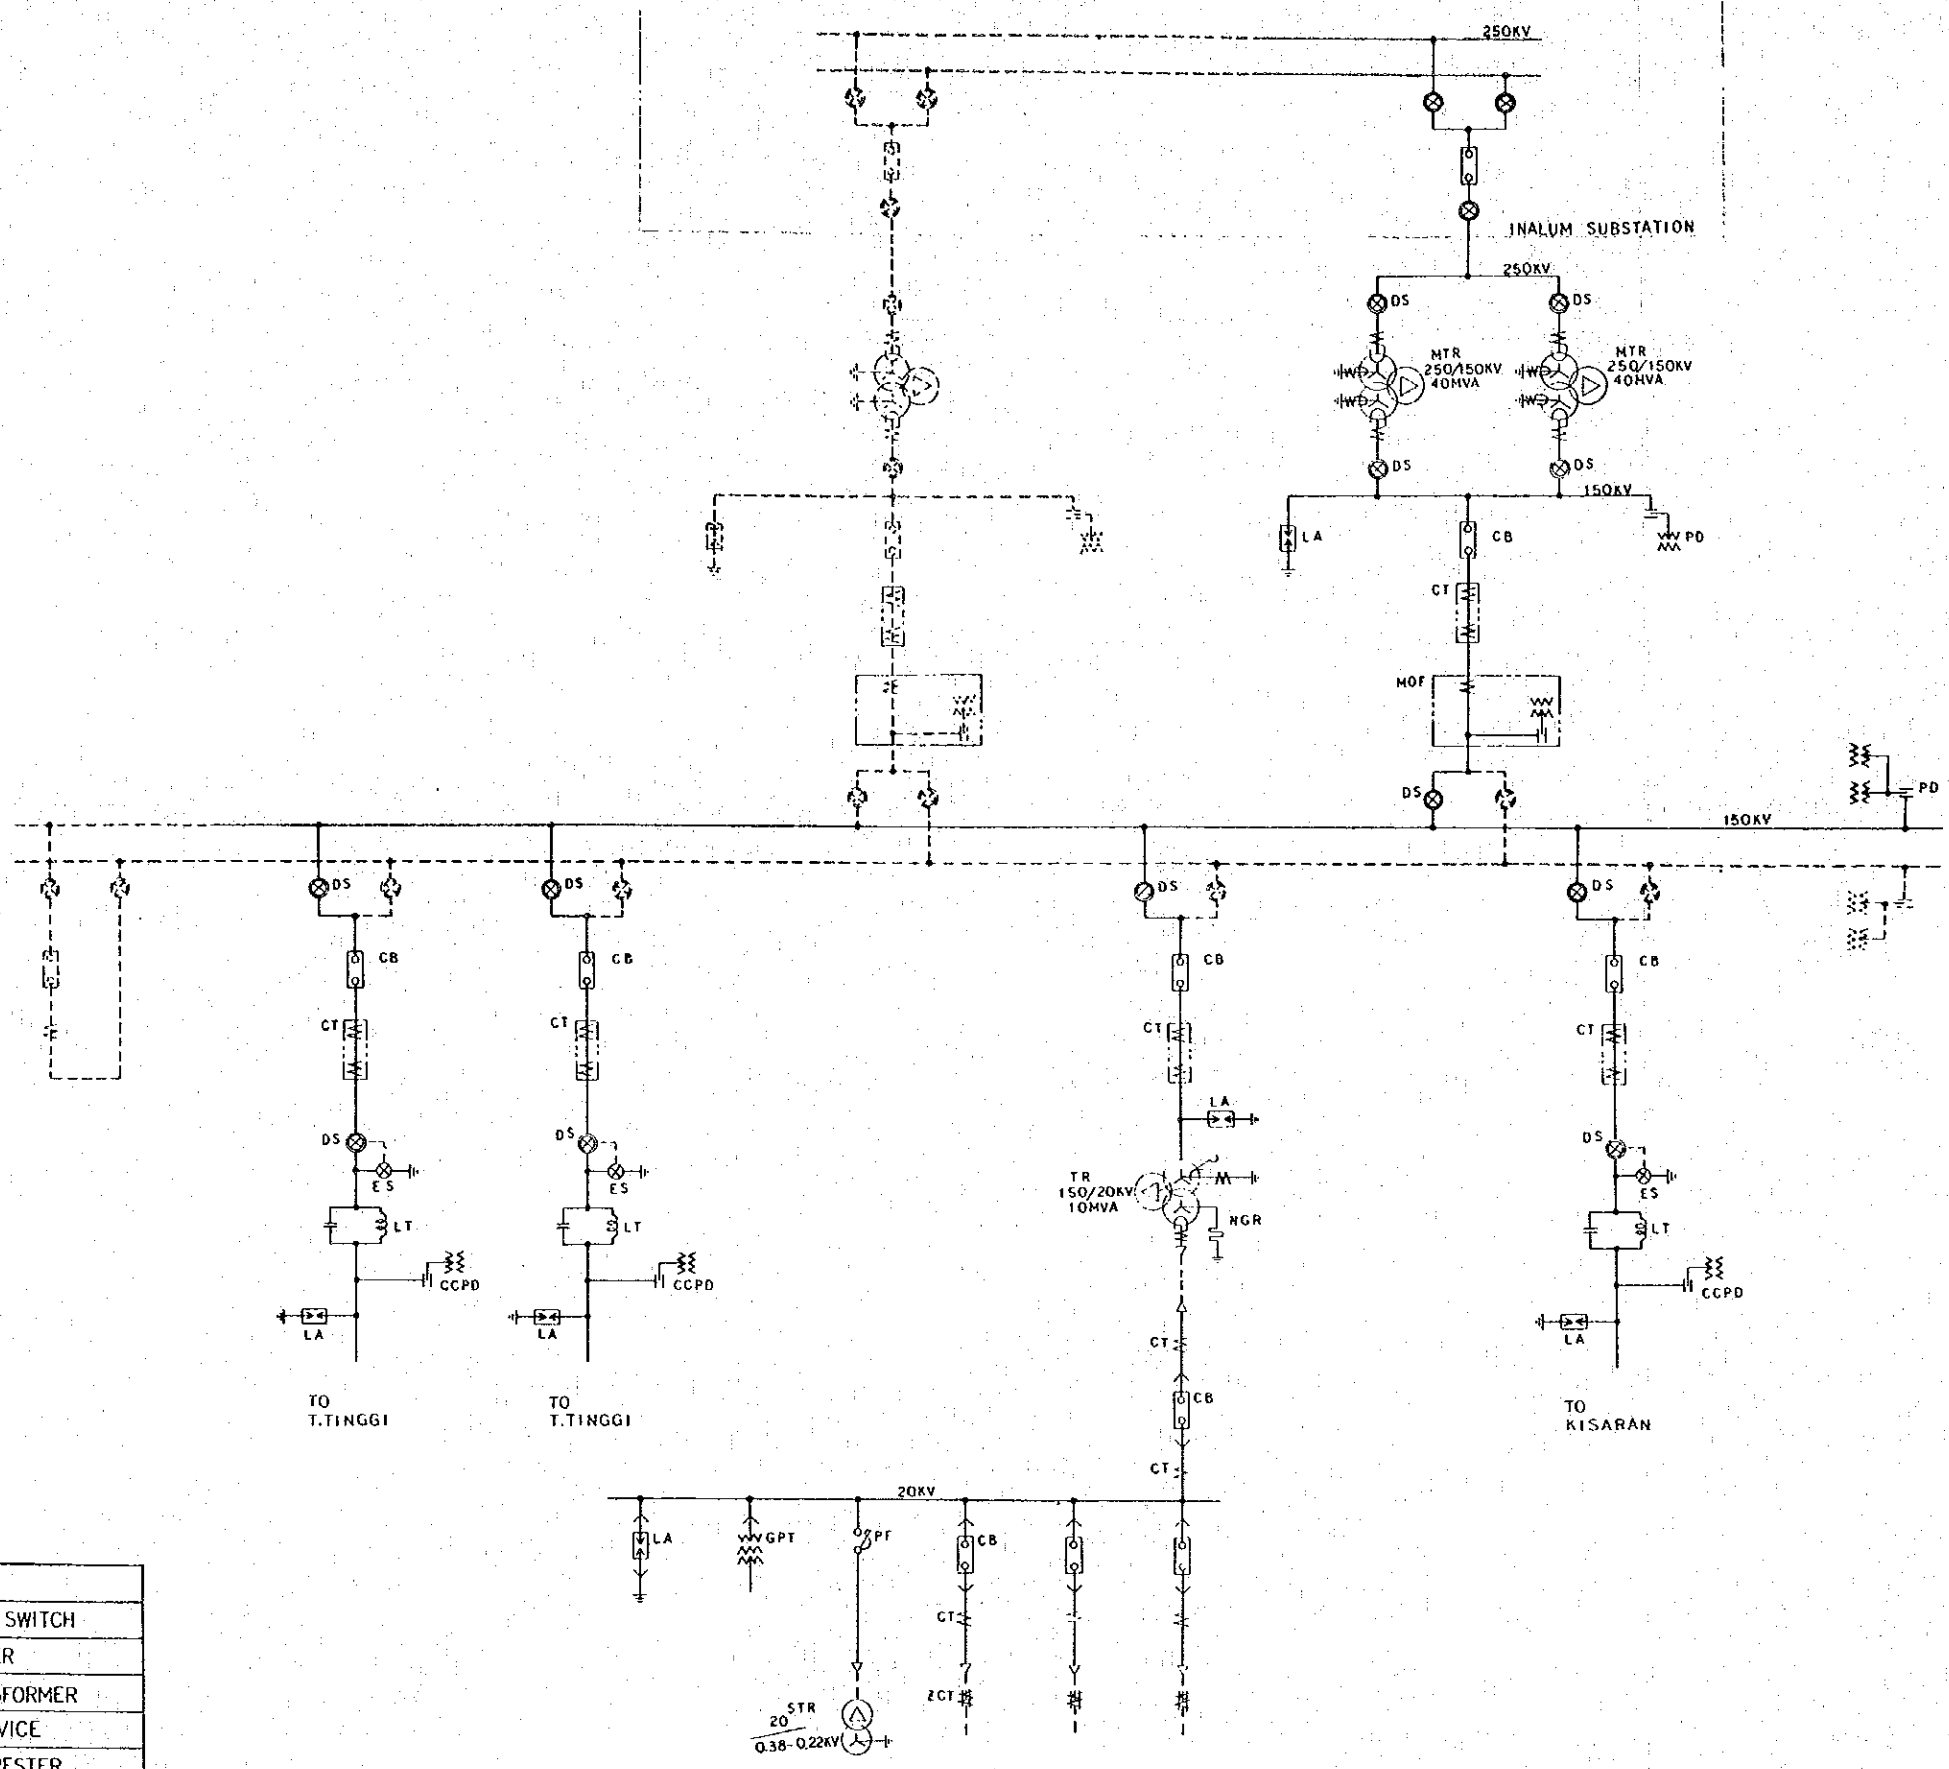 250KV
INALUM SUBSTATION
250KV
DS
DS
MTR
250/150KV
40MVA
MTR
250/150KV
40MVA
DS
DS
150KV
LA
CB
PD
CT
MOF
DS
PD
150KV
DS
DS
DS
DS
CB
CB
CB
CB
CT
CT
CT
CT
LA
DS
DS
DS
ES
ES
ES
TR
150/20KV
10MVA
NGR
LT
LT
LT
CCPD
CCPD
CCPD
LA
LA
LA
CT
CB
TO
T.TINGGI
TO
T.TINGGI
TO
KISARAN
CT
20KV
LA
GPT
PF
CB
CT
ZCT
STR
20
0.38-0.22KV
SWITCH